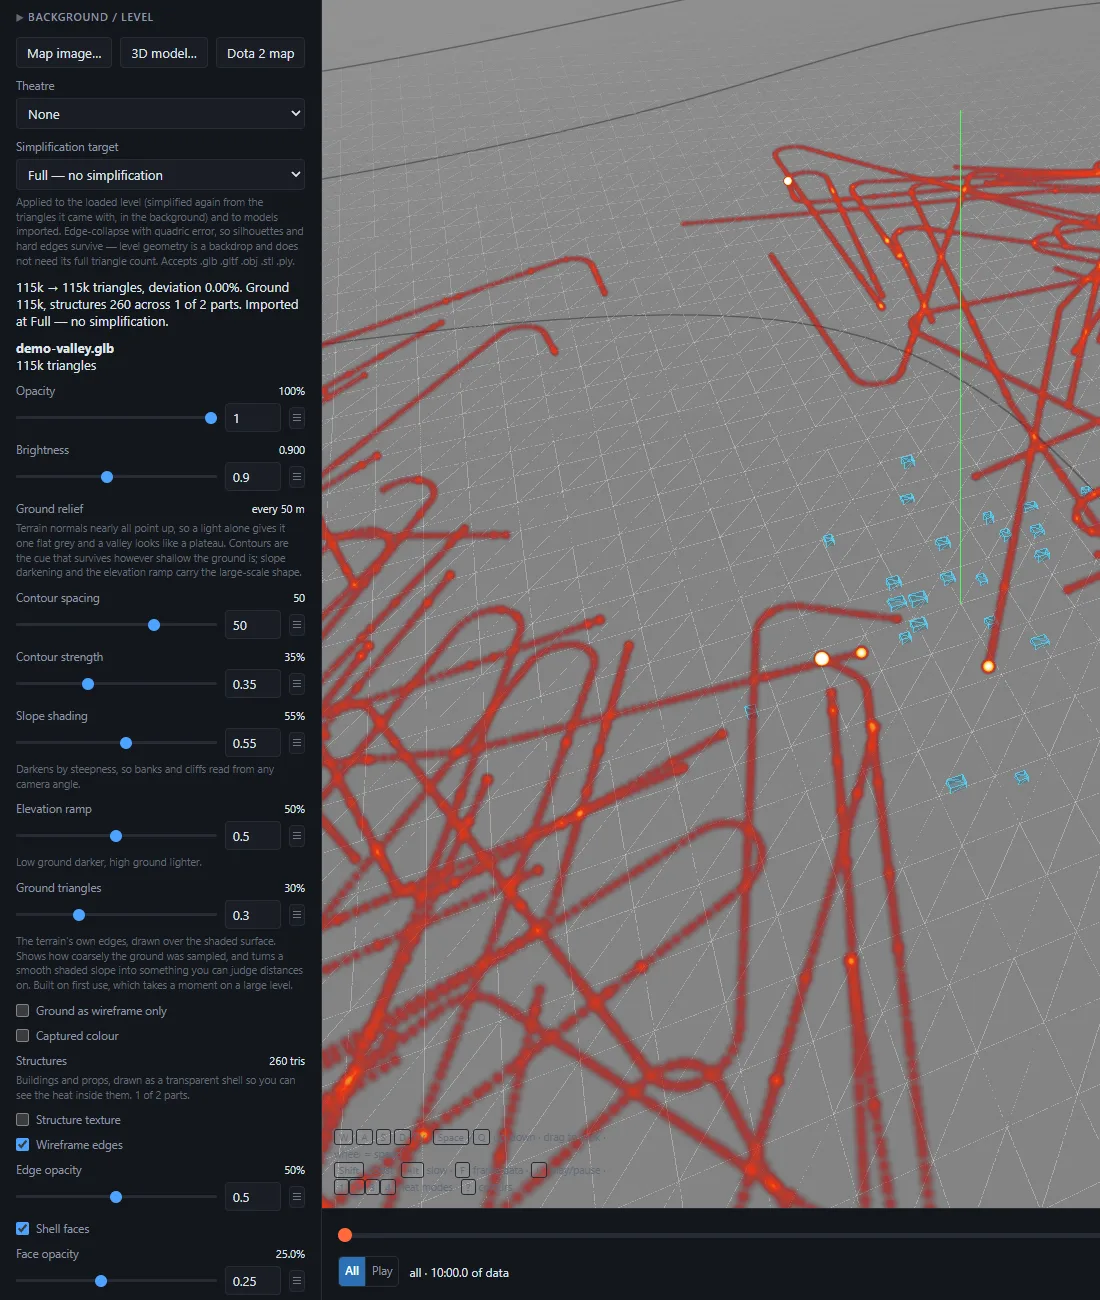 ▶ BACKGROUND / LEVEL
Map image... 3D model... Dota 2 map
Theatre
None
Simplification target
Full — no simplification
Applied to the loaded level (simplified again from the
triangles it came with, in the background) and to models
imported. Edge-collapse with quadric error, so silhouettes and
hard edges survive — level geometry is a backdrop and does
not need its full triangle count. Accepts .glb .gltf .obj .stl .ply.
115k → 115k triangles, deviation 0.00%. Ground
115k, structures 260 across 1 of 2 parts. Imported
at Full — no simplification.
demo-valley.glb
115k triangles
Opacity 100%
1
Brightness 0.900
0.9
Ground relief every 50 m
Terrain normals nearly all point up, so a light alone gives it
one flat grey and a valley looks like a plateau. Contours are
the cue that survives however shallow the ground is; slope
darkening and the elevation ramp carry the large-scale shape.
Contour spacing 50
50
Contour strength 35%
0.35
Slope shading 55%
0.55
Darkens by steepness, so banks and cliffs read from any
camera angle.
Elevation ramp 50%
0.5
Low ground darker, high ground lighter.
Ground triangles 30%
0.3
The terrain's own edges, drawn over the shaded surface.
Shows how coarsely the ground was sampled, and turns a
smooth shaded slope into something you can judge distances
on. Built on first use, which takes a moment on a large level.
Ground as wireframe only
Captured colour
Structures 260 tris
Buildings and props, drawn as a transparent shell so you can
see the heat inside them. 1 of 2 parts.
Structure texture
Wireframe edges
Edge opacity 50%
0.5
Shell faces
Face opacity 25.0%
0.25
W A S D Space Q down · drag
wheel =
Shift Alt slow · F frame data play/pause ·
heat modes ·
All Play all · 10:00.0 of data